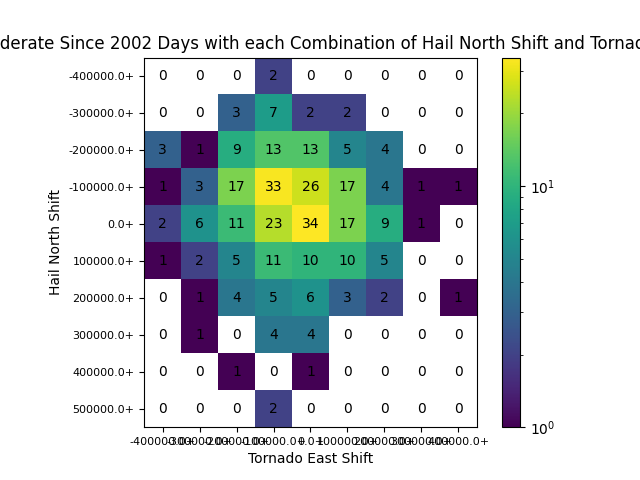 derate Since 2002 Days with each Combination of Hail North Shift and Torna
-400000.0+ 0 0 0 2 0 0 0 0 0
-300000.0+ 0 0 3 7 2 2 0 0 0
-200000.0+ 3 1 9 13 13 5 4 0 0
-100000.0+ 1 3 17 33 26 17 4 1 1
0.0+ 2 6 11 23 34 17 9 1 0
100000.0+ 1 2 5 11 10 10 5 0 0
200000.0+ 0 1 4 5 6 3 2 0 1
300000.0+ 0 1 0 4 4 0 0 0 0
400000.0+ 0 0 1 0 1 0 0 0 0
500000.0+ 0 0 0 2 0 0 0 0 0
Hail North Shift
Tornado East Shift
10¹
10⁰